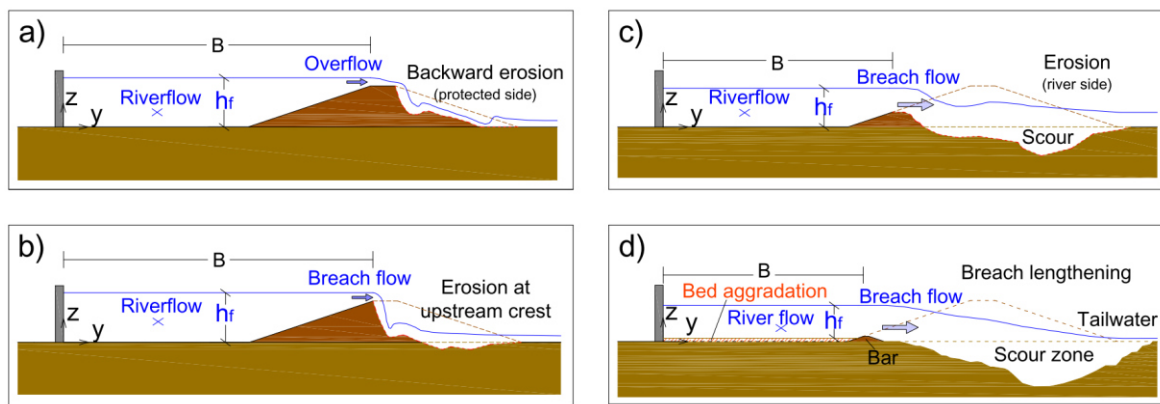 a)
B
Overflow
Backward erosion
(protected side)
Riverflow
hf
z
y
b)
B
Breach flow
Erosion at
upstream crest
Riverflow
hf
z
y
c)
B
Breach flow
Erosion
(river side)
Riverflow
hf
z
y
Scour
d)
B
Breach lengthening
Bed aggradation
Breach flow
River flow
hf
Tailwater
z
y
Bar
Scour zone